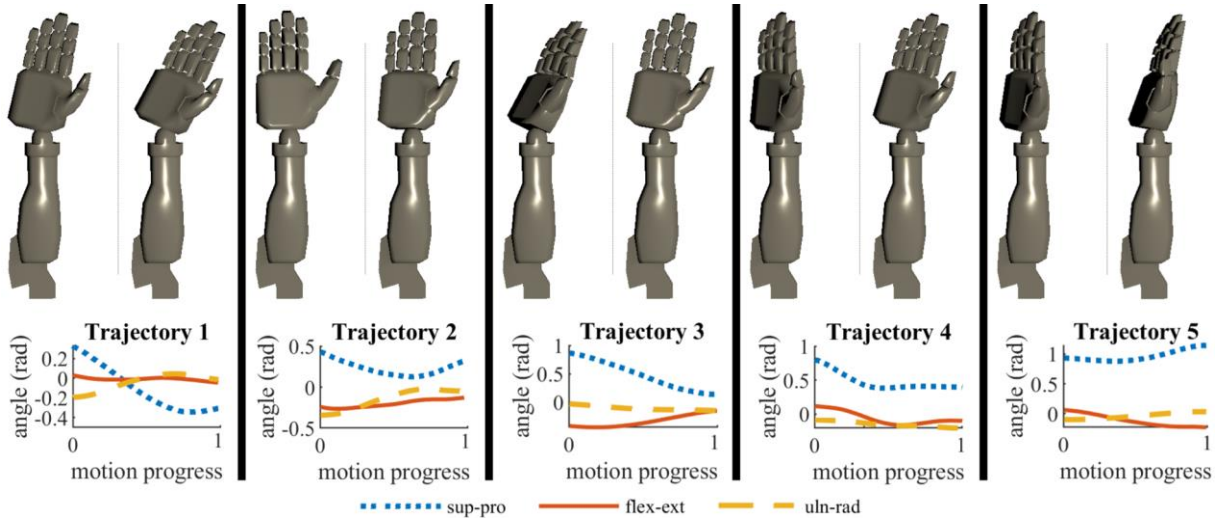 Trajectory 1
angle (rad)
0.2
0
-0.2
-0.4
0
1
motion progress
Trajectory 2
angle (rad)
0.5
0
-0.5
0
1
motion progress
Trajectory 3
angle (rad)
1
0.5
0
0
1
motion progress
Trajectory 4
angle (rad)
1
0.5
0
0
1
motion progress
Trajectory 5
angle (rad)
1
0.5
0
0
1
motion progress
sup-pro flex-ext uln-rad